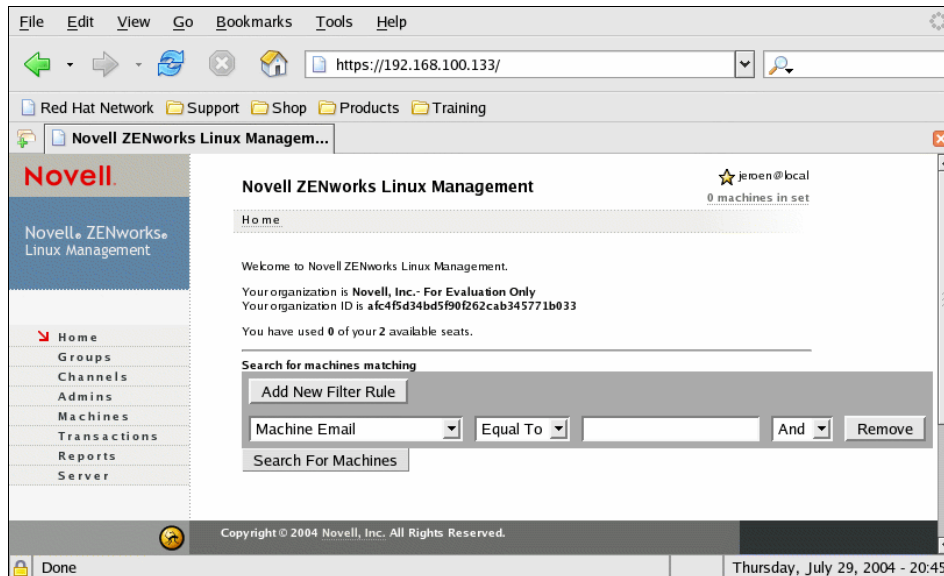 File Edit View Go Bookmarks Tools Help
https://192.168.100.133/
Red Hat Network Support Shop Products Training
Novell ZENworks Linux Managem...
Novell.
Novell® ZENworks®
Linux Management
Home
Groups
Channels
Admins
Machines
Transactions
Reports
Server
Novell ZENworks Linux Management
jeroen@local
0 machines in set
Home
Welcome to Novell ZENworks Linux Management.
Your organization is Novell, Inc.- For Evaluation Only
Your organization ID is afc4f5d34bd5f90f262cab345771b033
You have used 0 of your 2 available seats.
Search for machines matching
Add New Filter Rule
Machine Email Equal To And Remove
Search For Machines
Copyright © 2004 Novell, Inc. All Rights Reserved.
Done Thursday, July 29, 2004 - 20:45